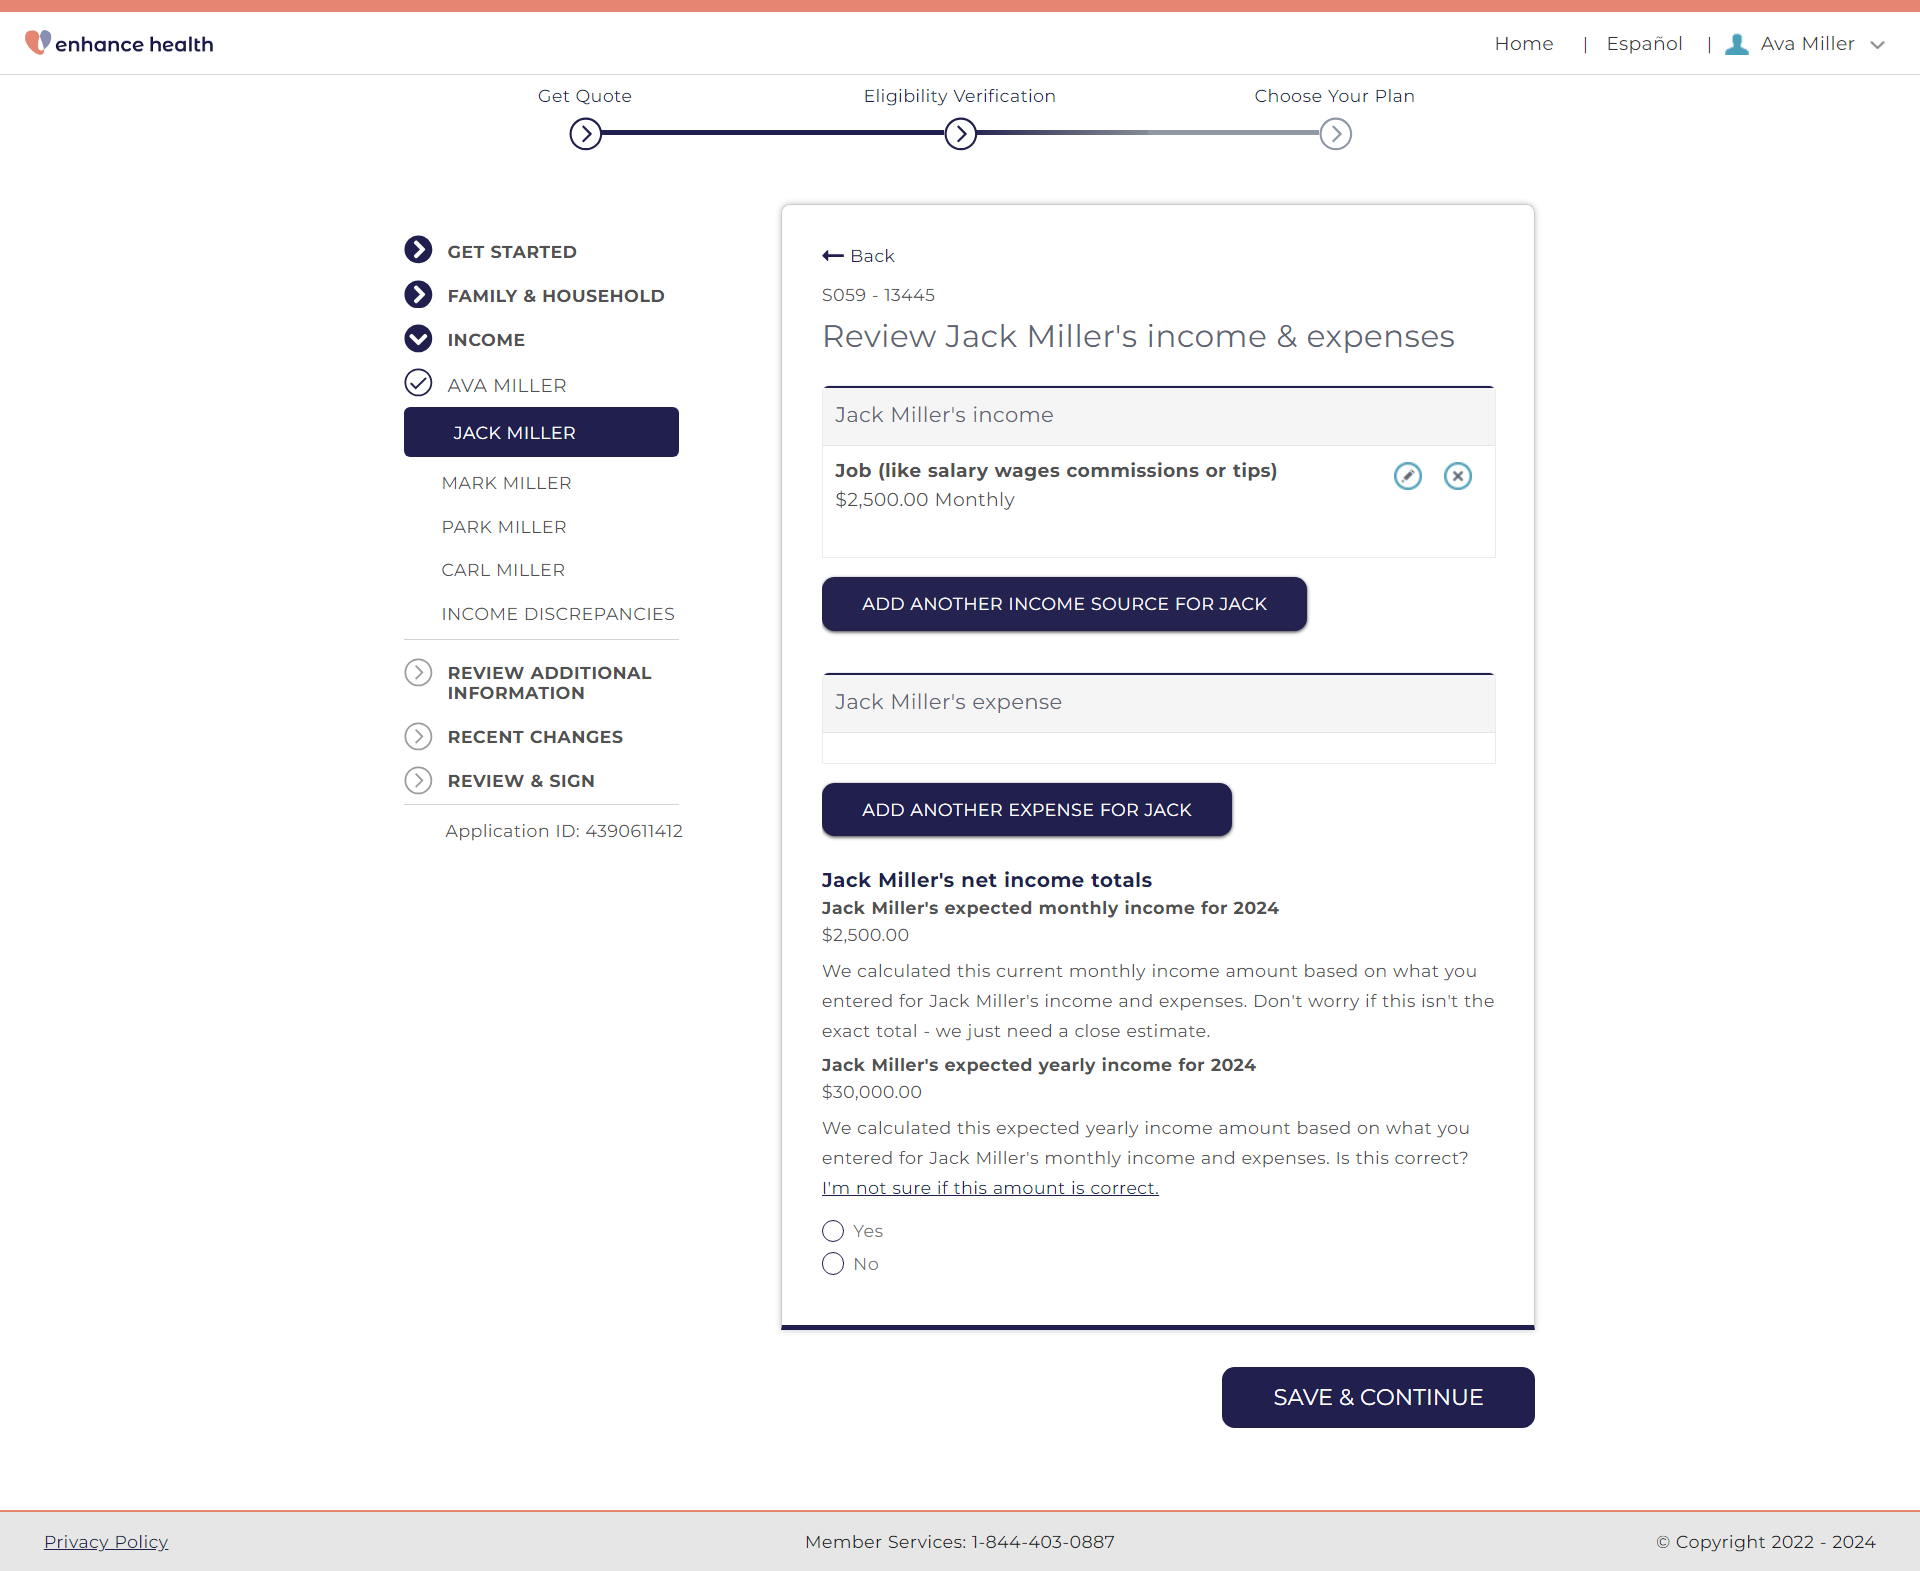 enhance health
Home | Español | Ava Miller
Get Quote
Eligibility Verification
Choose Your Plan
GET STARTED
FAMILY & HOUSEHOLD
INCOME
AVA MILLER
JACK MILLER
MARK MILLER
PARK MILLER
CARL MILLER
INCOME DISCREPANCIES
REVIEW ADDITIONAL
INFORMATION
RECENT CHANGES
REVIEW & SIGN
Application ID: 4390611412
Back
S059 - 13445
Review Jack Miller's income & expenses
Jack Miller's income
Job (like salary wages commissions or tips)
$2,500.00 Monthly
ADD ANOTHER INCOME SOURCE FOR JACK
Jack Miller's expense
ADD ANOTHER EXPENSE FOR JACK
Jack Miller's net income totals
Jack Miller's expected monthly income for 2024
$2,500.00
We calculated this current monthly income amount based on what you
entered for Jack Miller's income and expenses. Don't worry if this isn't the
exact total - we just need a close estimate.
Jack Miller's expected yearly income for 2024
$30,000.00
We calculated this expected yearly income amount based on what you
entered for Jack Miller's monthly income and expenses. Is this correct?
I'm not sure if this amount is correct.
Yes
No
SAVE & CONTINUE
Privacy Policy
Member Services: 1-844-403-0887
© Copyright 2022 - 2024